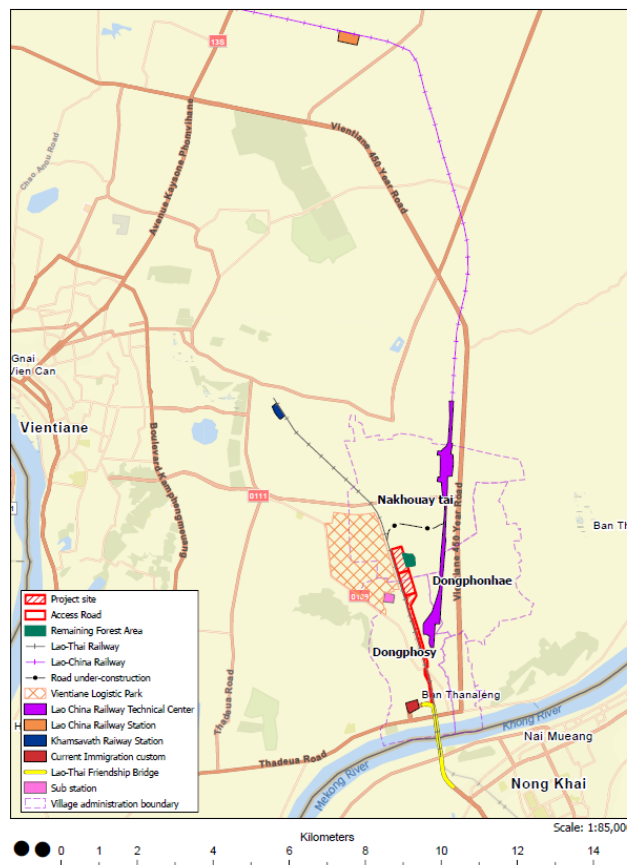 130
Chao Anou Road
Avenue Kaysone Phomvihane
Vientiane 450 Year Road
Gnai
Vien Can
Vientiane
Boulevard Kamphengmeuang
0111
Nakhouay tai
Vientiane 450 Year Road
Ban Th
Dongphonhae
0109
Dongphosy
Ban Thanaléng
Khong River
Nai Mueang
Thadeua Road
Thadeua Road
Mekong River
Nong Khai
Project site
Access Road
Remaining Forest Area
Lao-Thai Railway
Lao-China Railway
Road under-construction
Vientiane Logistic Park
Lao China Railway Technical Center
Lao China Railway Station
Khamsavath Raiway Station
Current Immigration custom
Lao-Thai Friendship Bridge
Sub station
Village administration boundary
Scale: 1:85,000
Kilometers
0 2 4 6 8 10 12 14